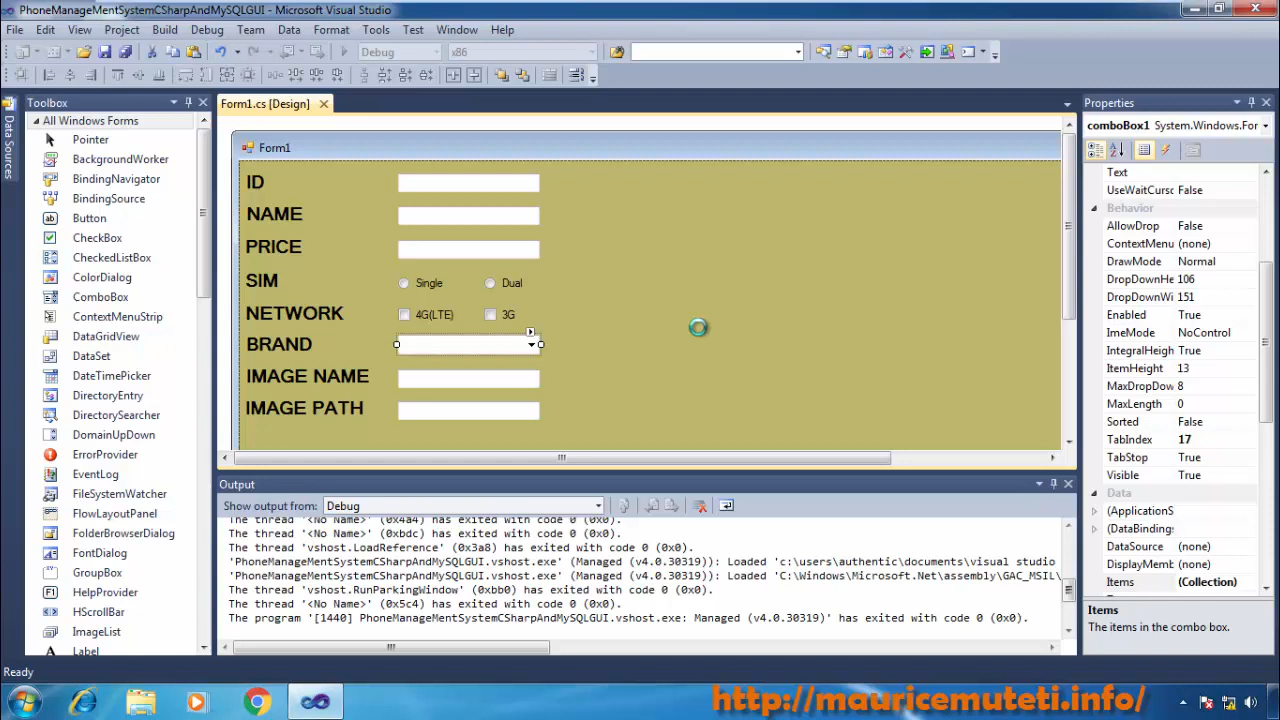 PhoneManageMentSystemCSharpAndMySQLGUI - Microsoft Visual Studio
File Edit View Project Build Debug Team Data Format Tools Test Window Help
Debug x86
Data Sources
Toolbox
All Windows Forms
Pointer
BackgroundWorker
BindingNavigator
BindingSource
Button
CheckBox
CheckedListBox
ColorDialog
ComboBox
ContextMenuStrip
DataGridView
DataSet
DateTimePicker
DirectoryEntry
DirectorySearcher
DomainUpDown
ErrorProvider
EventLog
FileSystemWatcher
FlowLayoutPanel
FolderBrowserDialog
FontDialog
GroupBox
HelpProvider
HScrollBar
ImageList
Label
Form1.cs [Design]
Form1
ID
NAME
PRICE
SIM Single Dual
NETWORK 4G(LTE) 3G
BRAND
IMAGE NAME
IMAGE PATH
Output
Show output from: Debug
The thread '<No Name>' (0x4a4) has exited with code 0 (0x0).
The thread '<No Name>' (0xbdc) has exited with code 0 (0x0).
The thread 'vshost.LoadReference' (0x3a8) has exited with code 0 (0x0).
'PhoneManageMentSystemCSharpAndMySQLGUI.vshost.exe' (Managed (v4.0.30319)): Loaded 'c:\users\authentic\documents\visual studio
'PhoneManageMentSystemCSharpAndMySQLGUI.vshost.exe' (Managed (v4.0.30319)): Loaded 'C:\Windows\Microsoft.Net\assembly\GAC_MSIL\
The thread 'vshost.RunParkingWindow' (0xbb0) has exited with code 0 (0x0).
The thread '<No Name>' (0x5c4) has exited with code 0 (0x0).
The program '[1440] PhoneManageMentSystemCSharpAndMySQLGUI.vshost.exe: Managed (v4.0.30319)' has exited with code 0 (0x0).
Properties
comboBox1 System.Windows.For
Text
UseWaitCursc False
Behavior
AllowDrop False
ContextMenu (none)
DrawMode Normal
DropDownHe 106
DropDownWi 151
Enabled True
ImeMode NoControl
IntegralHeigh True
ItemHeight 13
MaxDropDow 8
MaxLength 0
Sorted False
TabIndex 17
TabStop True
Visible True
Data
(ApplicationS
(DataBinding:
DataSource (none)
DisplayMemb (none)
Items (Collection)
Items
The items in the combo box.
Ready
http://mauricemuteti.info/